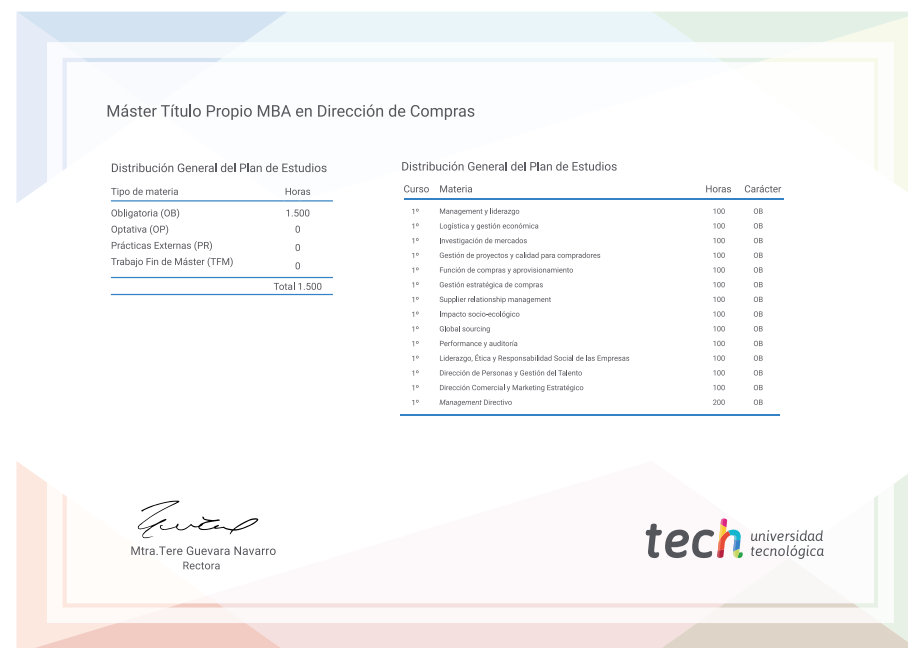 Máster Título Propio MBA en Dirección de Compras
Distribución General del Plan de Estudios
Tipo de materia Horas
Obligatoria (OB) 1.500
Optativa (OP) 0
Prácticas Externas (PR) 0
Trabajo Fin de Máster (TFM) 0
Total 1.500
Distribución General del Plan de Estudios
Curso Materia Horas Carácter
1º Management y liderazgo 100 OB
1º Logística y gestión económica 100 OB
1º Investigación de mercados 100 OB
1º Gestión de proyectos y calidad para compradores 100 OB
1º Función de compras y aprovisionamiento 100 OB
1º Gestión estratégica de compras 100 OB
1º Supplier relationship management 100 OB
1º Impacto socio-ecológico 100 OB
1º Global sourcing 100 OB
1º Performance y auditoría 100 OB
1º Liderazgo, Ética y Responsabilidad Social de las Empresas 100 OB
1º Dirección de Personas y Gestión del Talento 100 OB
1º Dirección Comercial y Marketing Estratégico 100 OB
1º Management Directivo 200 OB
Mtra.Tere Guevara Navarro
Rectora
tech universidad
tecnológica